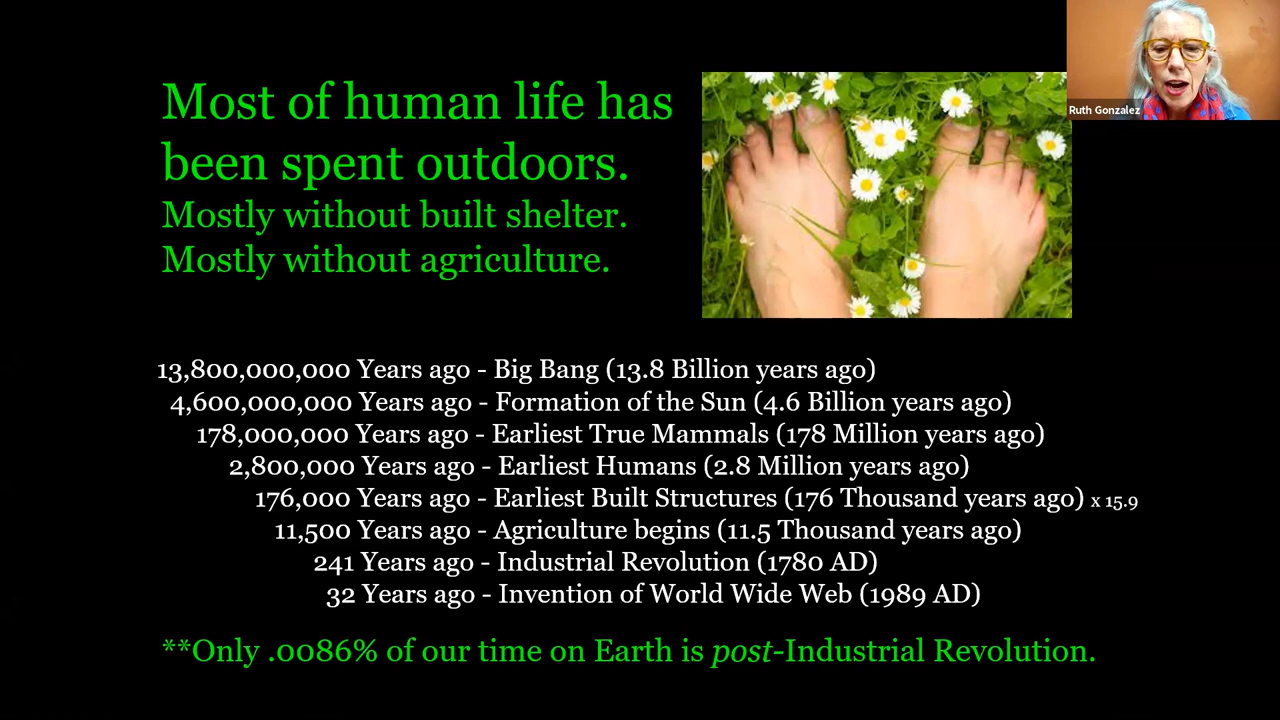 Most of human life has
been spent outdoors.
Mostly without built shelter.
Mostly without agriculture.
Ruth Gonzalez
13,800,000,000 Years ago - Big Bang (13.8 Billion years ago)
4,600,000,000 Years ago - Formation of the Sun (4.6 Billion years ago)
178,000,000 Years ago - Earliest True Mammals (178 Million years ago)
2,800,000 Years ago - Earliest Humans (2.8 Million years ago)
176,000 Years ago - Earliest Built Structures (176 Thousand years ago) x 15.9
11,500 Years ago - Agriculture begins (11.5 Thousand years ago)
241 Years ago - Industrial Revolution (1780 AD)
32 Years ago - Invention of World Wide Web (1989 AD)
**Only .0086% of our time on Earth is post-Industrial Revolution.